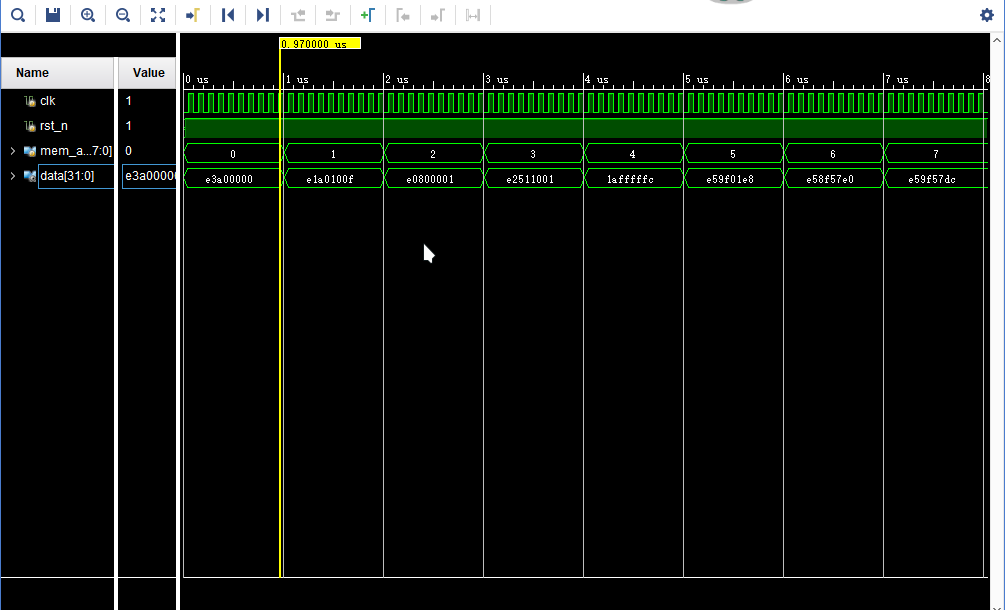 0.970000 us
Name Value
0 us 1 us 2 us 3 us 4 us 5 us 6 us 7 us 8
clk 1
rst_n 1
mem_a...7:0] 0 0 1 2 3 4 5 6 7
data[31:0] e3a00000 e3a00000 e1a0100f e0800001 e2511001 1afffffc e59f01e8 e58f57e0 e59f57dc